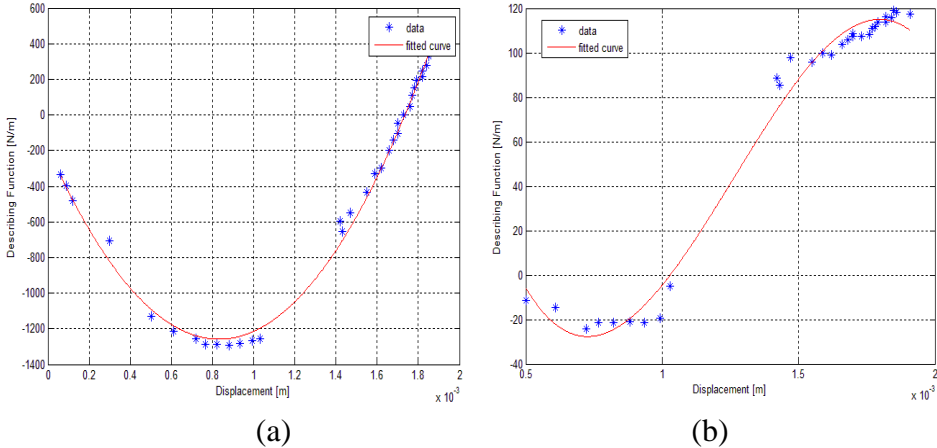 600
400
200
0
-200
-400
-600
-800
-1000
-1200
-1400
Describing Function [N/m]
data
fitted curve
0 0.2 0.4 0.6 0.8 1 1.2 1.4 1.6 1.8 2
Displacement [m]
x 10⁻³
(a)
120
100
80
60
40
20
0
-20
-40
Describing Function [N/m]
data
fitted curve
0.5 1 1.5 2
Displacement [m]
x 10⁻³
(b)